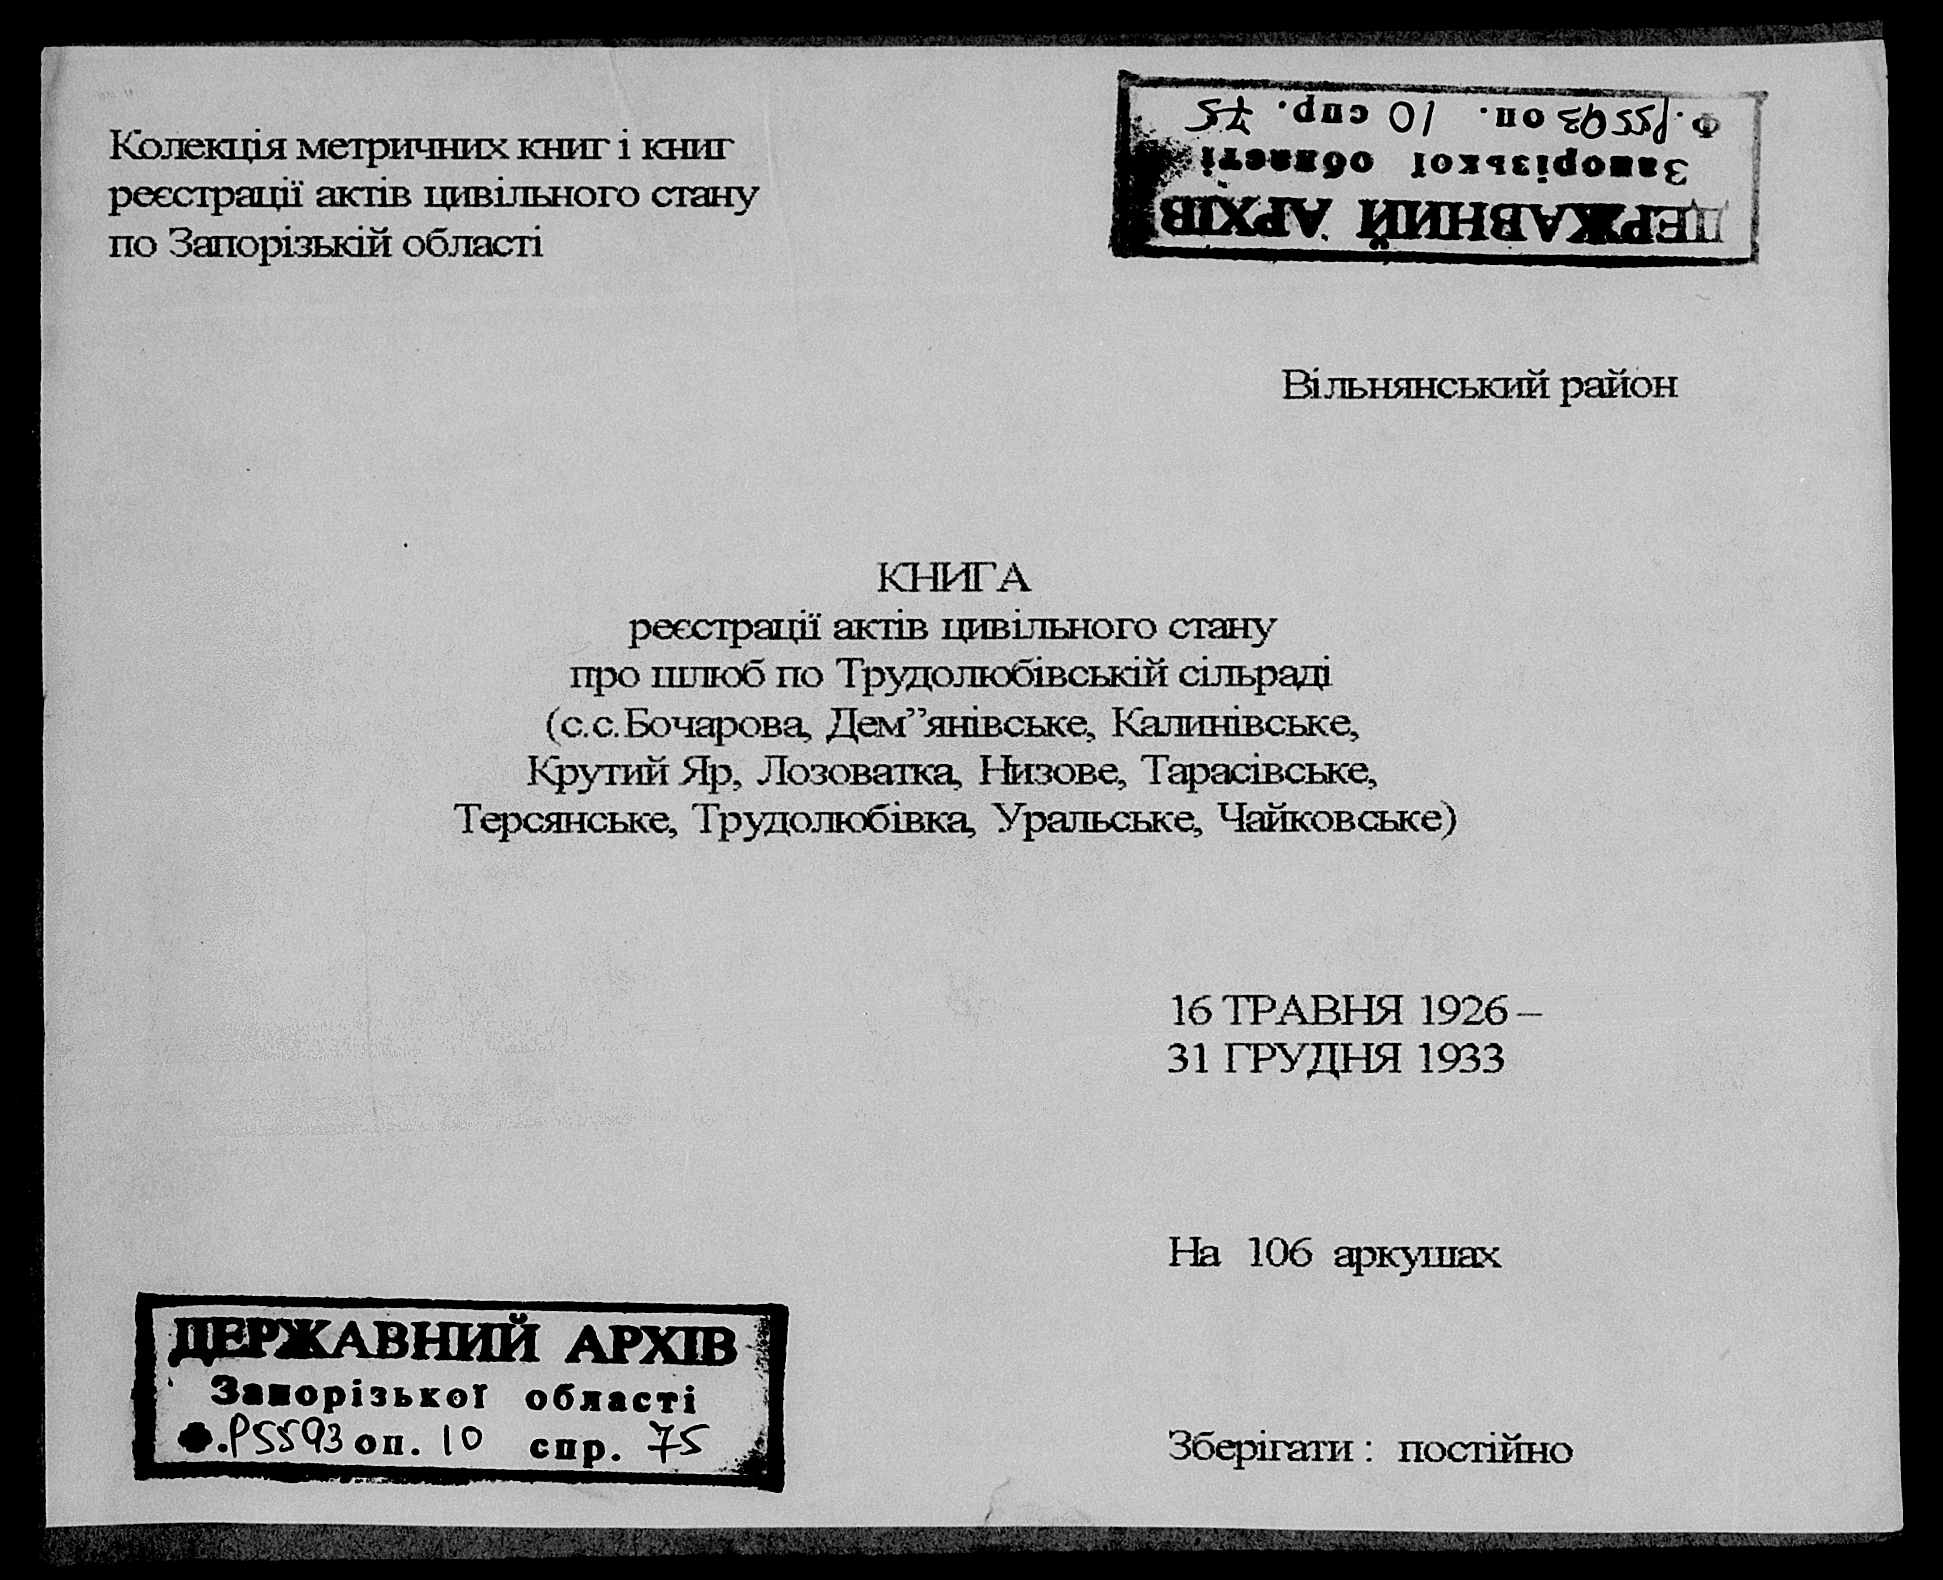 Колекція метричних книг і книг
реєстрації актів цивільного стану
по Запорізькій області
ДЕРЖАВНИЙ АРХІВ
Запорізької області
Ф.Р5593 оп. 10 спр. 75
Вільнянський район
КНИГА
реєстрації актів цивільного стану
про шлюб по Трудолюбівській сільраді
(с.с.Бочарова, Дем”янівське, Калинівське,
Крутий Яр, Лозоватка, Низове, Тарасівське,
Терсянське, Трудолюбівка, Уральське, Чайковське)
16 ТРАВНЯ 1926 –
31 ГРУДНЯ 1933
На 106 аркушах
ДЕРЖАВНИЙ АРХІВ
Запорізької області
Ф.Р5593 оп. 10 спр. 75
Зберігати : постійно